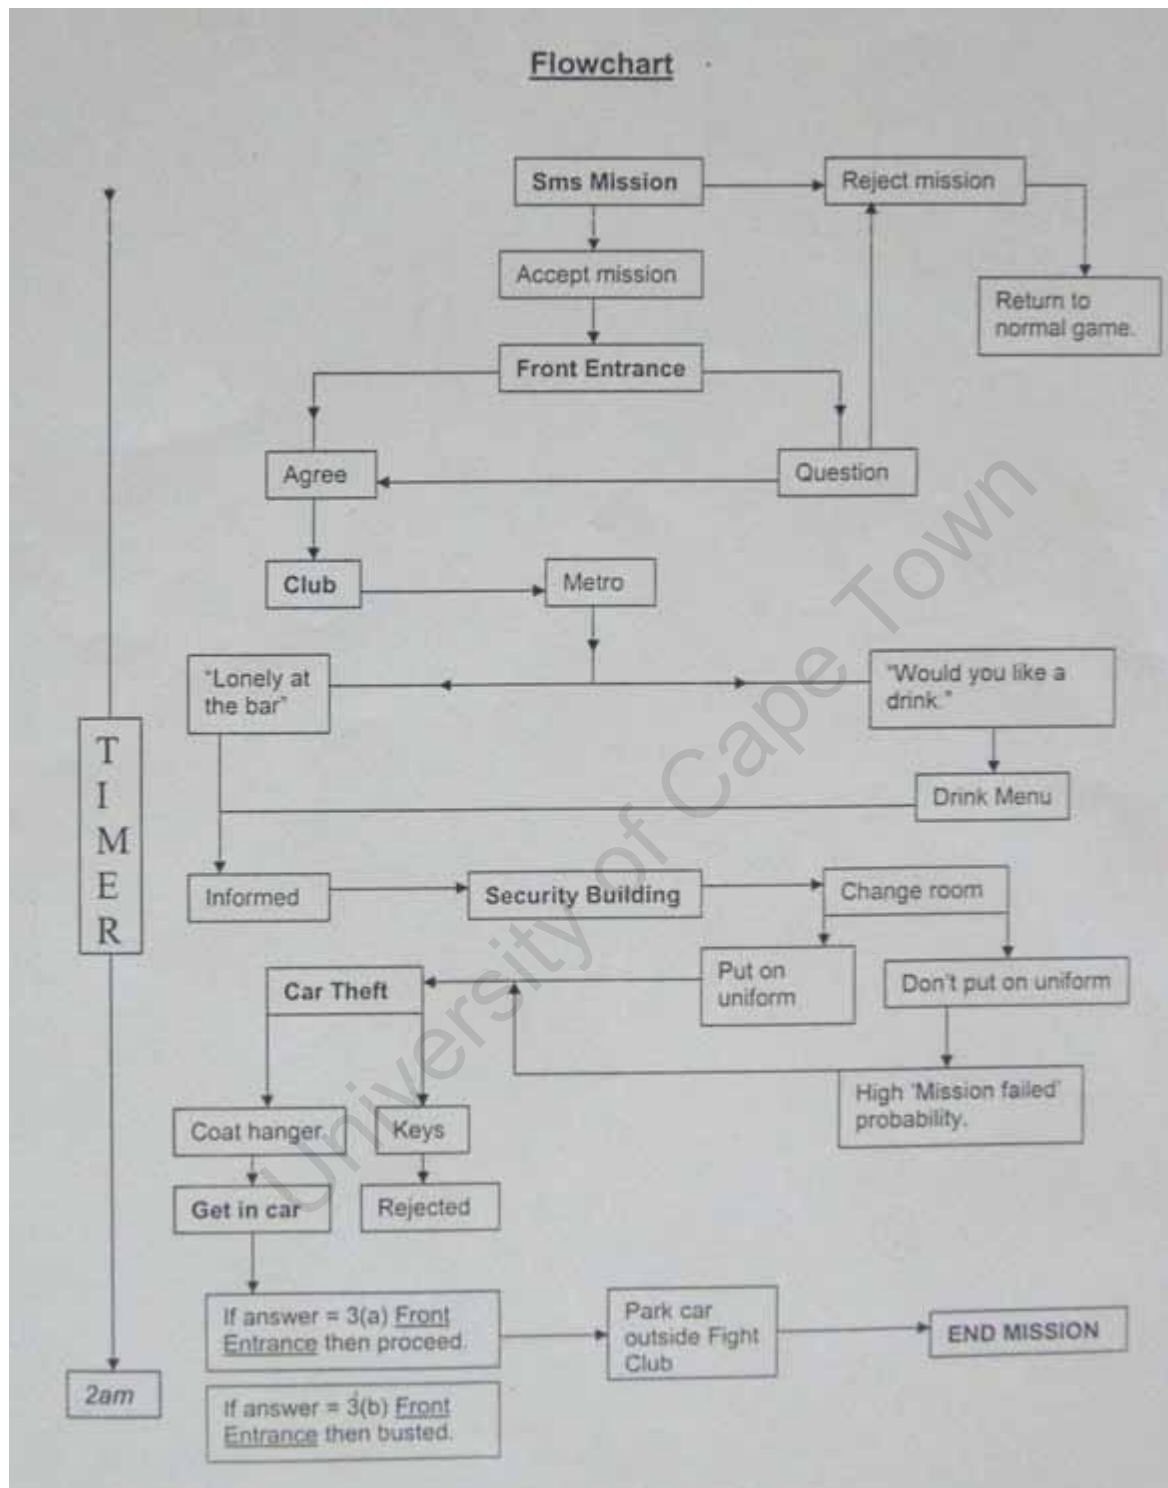 Flowchart
Sms Mission
Reject mission
Accept mission
Return to
normal game.
Front Entrance
Agree
Question
Club
Metro
"Lonely at
the bar"
"Would you like a
drink."
T
I
M
E
R
Drink Menu
Informed
Security Building
Change room
Put on
uniform
Don't put on uniform
Car Theft
High 'Mission failed'
probability.
Coat hanger.
Keys
Get in car
Rejected
If answer = 3(a) Front
Entrance then proceed.
Park car
outside Fight
Club
END MISSION
2am
If answer = 3(b) Front
Entrance then busted.
University of Cape Town